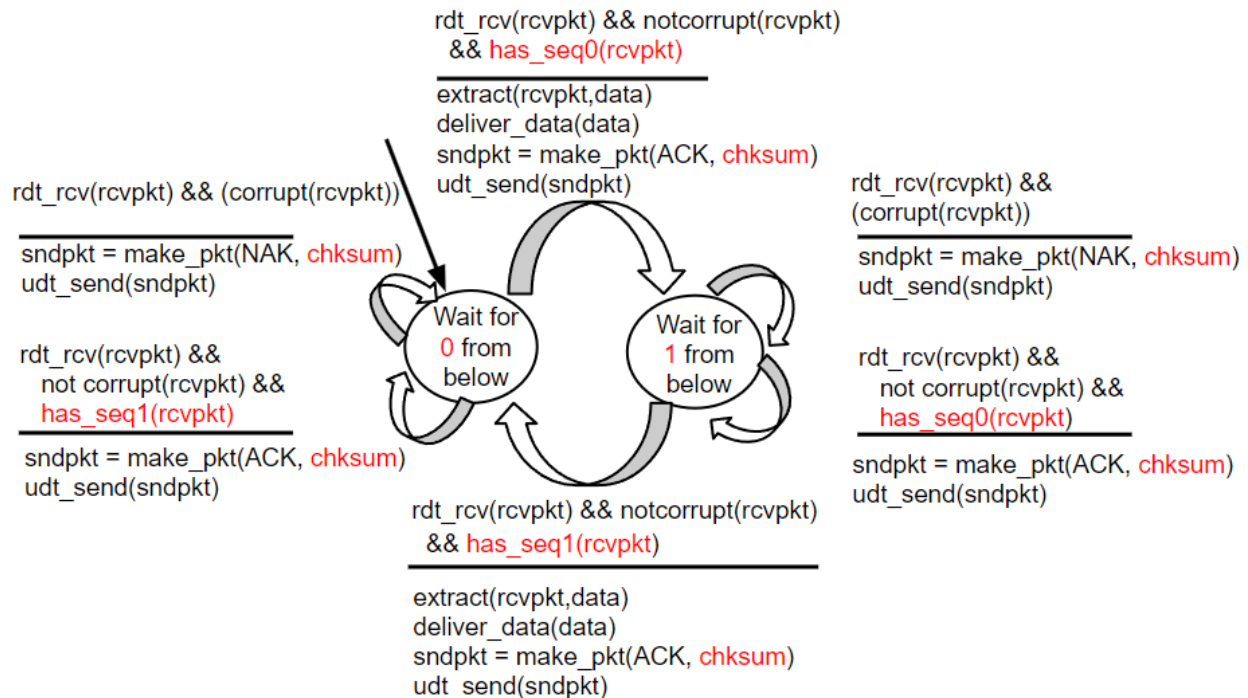 rdt_rcv(rcvpkt) && notcorrupt(rcvpkt)
&& has_seq0(rcvpkt)
extract(rcvpkt,data)
deliver_data(data)
sndpkt = make_pkt(ACK, chksum)
udt_send(sndpkt)
rdt_rcv(rcvpkt) && (corrupt(rcvpkt))
sndpkt = make_pkt(NAK, chksum)
udt_send(sndpkt)
rdt_rcv(rcvpkt) &&
not corrupt(rcvpkt) &&
has_seq1(rcvpkt)
sndpkt = make_pkt(ACK, chksum)
udt_send(sndpkt)
Wait for
0 from
below
Wait for
1 from
below
rdt_rcv(rcvpkt) &&
(corrupt(rcvpkt))
sndpkt = make_pkt(NAK, chksum)
udt_send(sndpkt)
rdt_rcv(rcvpkt) &&
not corrupt(rcvpkt) &&
has_seq0(rcvpkt)
sndpkt = make_pkt(ACK, chksum)
udt_send(sndpkt)
rdt_rcv(rcvpkt) && notcorrupt(rcvpkt)
&& has_seq1(rcvpkt)
extract(rcvpkt,data)
deliver_data(data)
sndpkt = make_pkt(ACK, chksum)
udt_send(sndpkt)